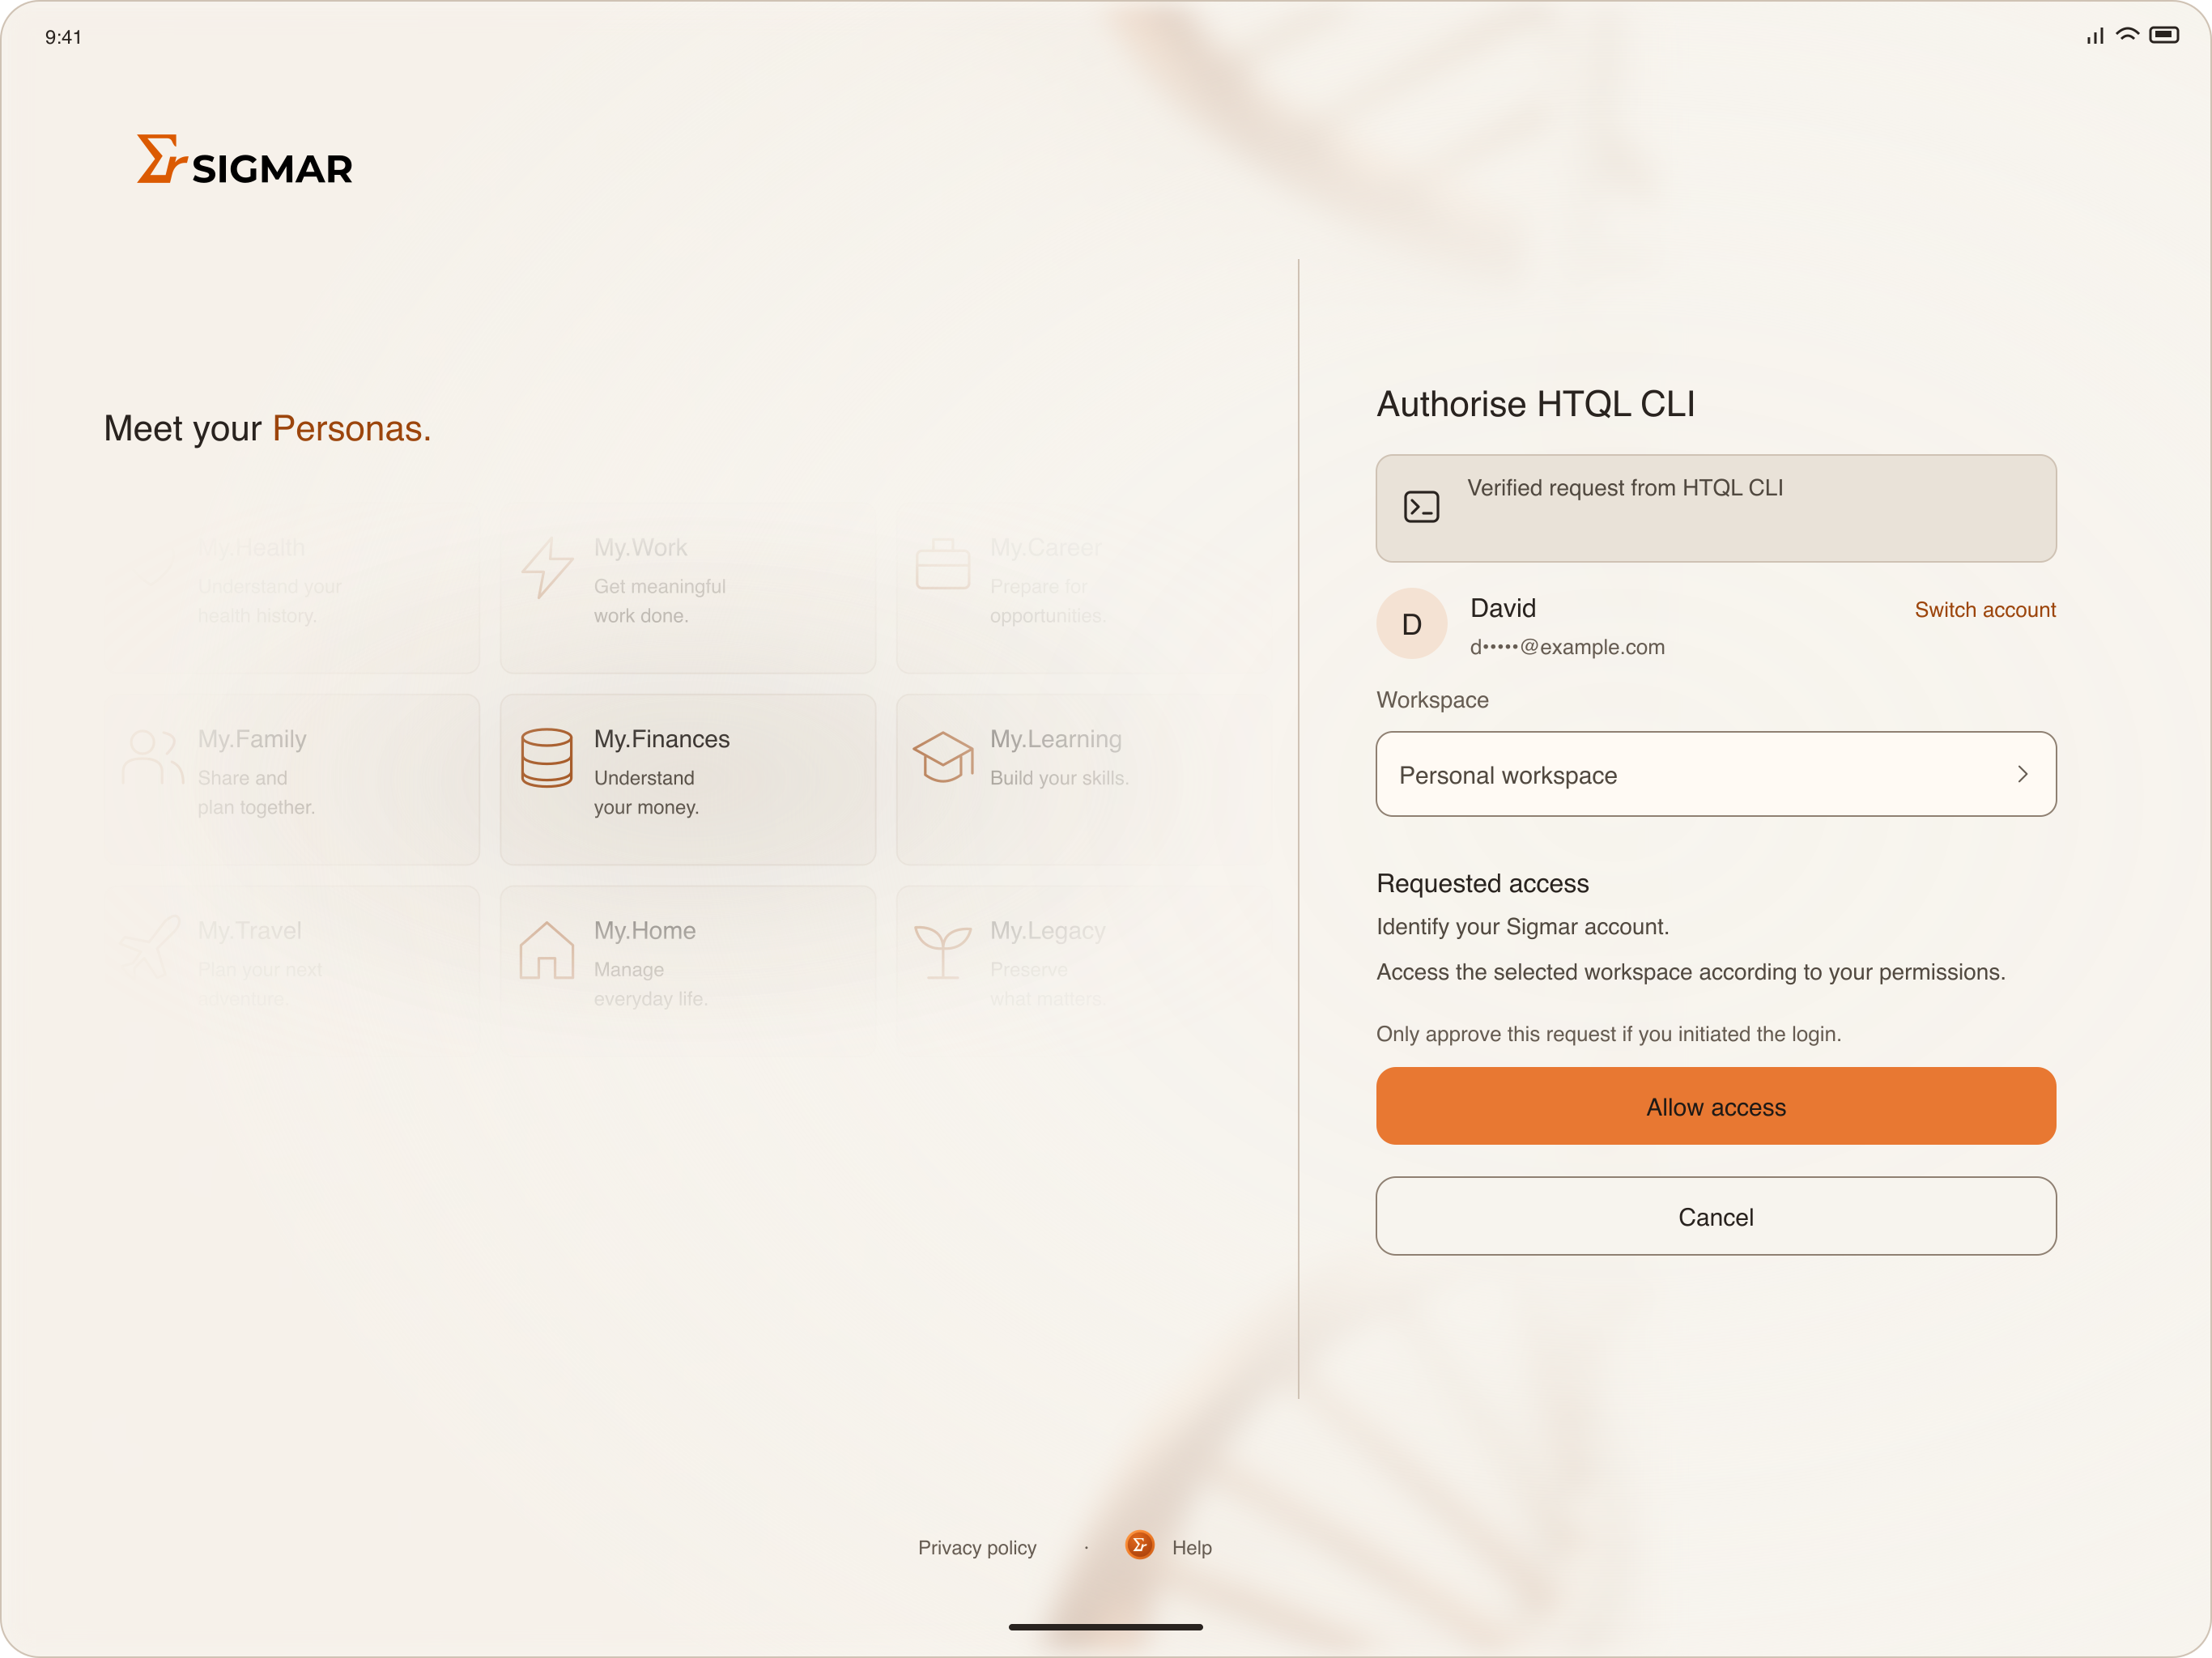 9:41
Σr SIGMAR
Meet your Personas.
My.Health
Understand your
health history.
My.Work
Get meaningful
work done.
My.Career
Prepare for
opportunities.
My.Family
Share and
plan together.
My.Finances
Understand
your money.
My.Learning
Build your skills.
My.Travel
Plan your next
adventure.
My.Home
Manage
everyday life.
My.Legacy
Preserve
what matters.
Authorise HTQL CLI
Verified request from HTQL CLI
D
David
Switch account
d•••••@example.com
Workspace
Personal workspace
Requested access
Identify your Sigmar account.
Access the selected workspace according to your permissions.
Only approve this request if you initiated the login.
Allow access
Cancel
Privacy policy · Σr Help